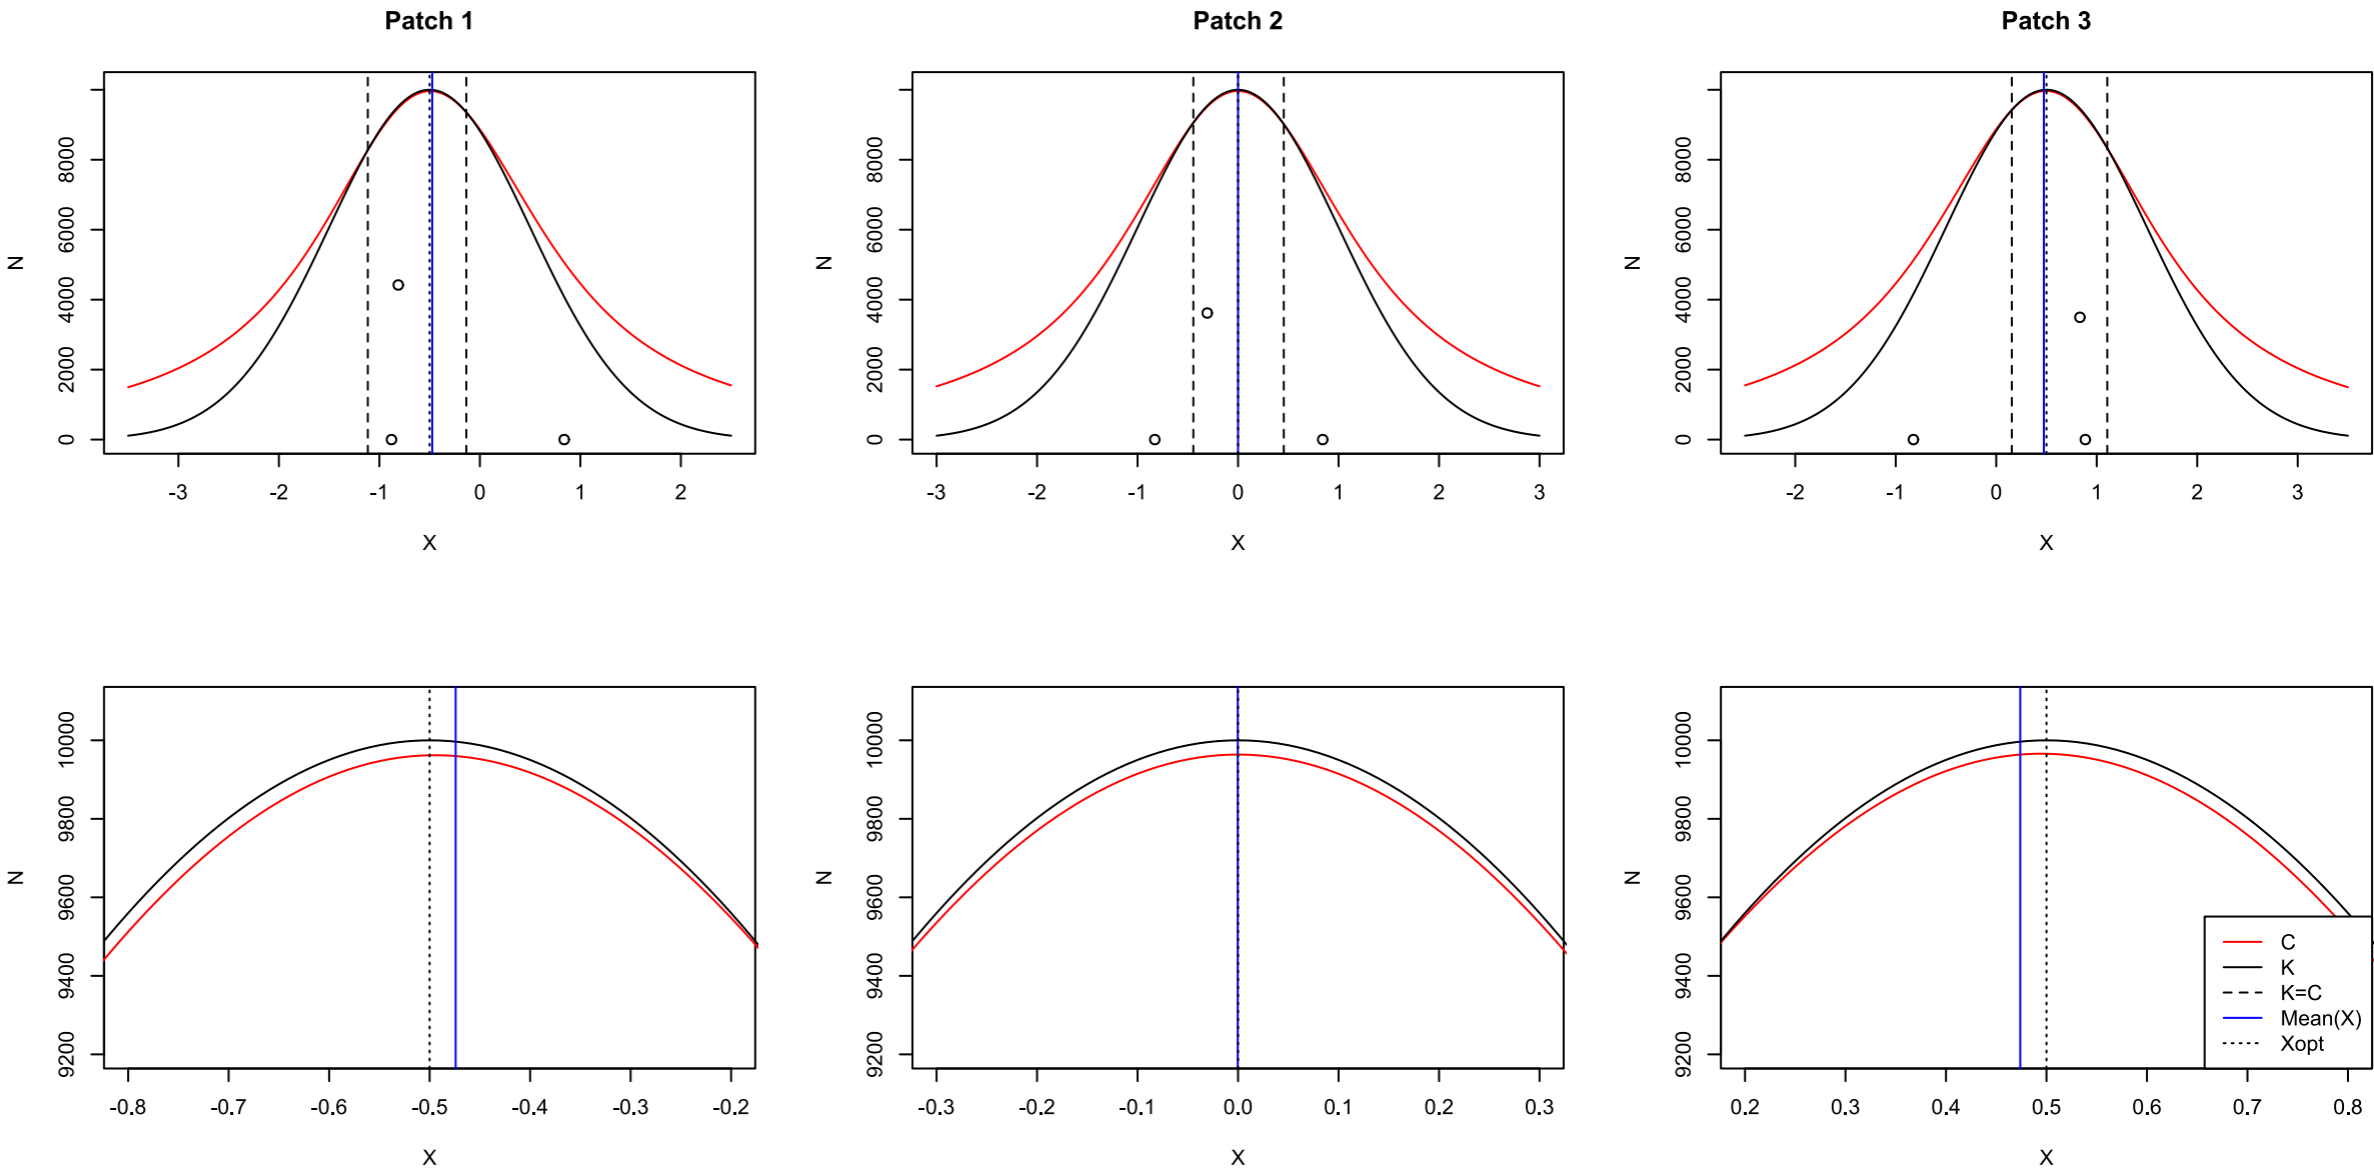 Patch 1
Patch 2
Patch 3
N
0 2000 4000 6000 8000
-3 -2 -1 0 1 2
X
N
0 2000 4000 6000 8000
-3 -2 -1 0 1 2 3
X
N
0 2000 4000 6000 8000
-2 -1 0 1 2 3
X
N
9200 9400 9600 9800 10000
-0.8 -0.7 -0.6 -0.5 -0.4 -0.3 -0.2
X
N
9200 9400 9600 9800 10000
-0.3 -0.2 -0.1 0.0 0.1 0.2 0.3
X
N
9200 9400 9600 9800 10000
0.2 0.3 0.4 0.5 0.6 0.7 0.8
X
C
K
K=C
Mean(X)
Xopt